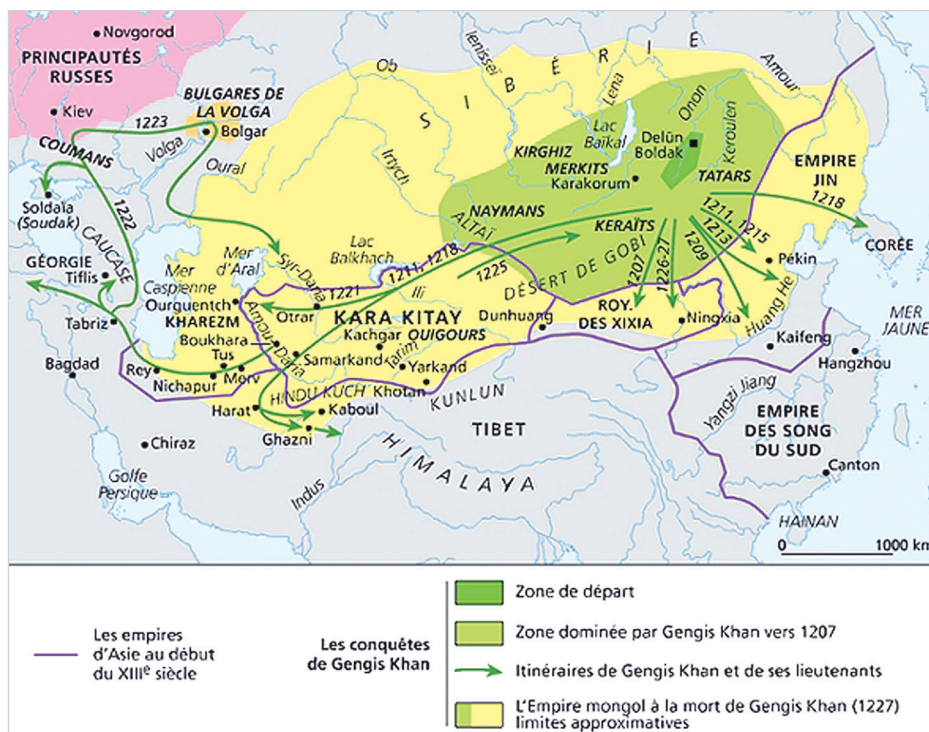 Novgorod
PRINCIPAUTÉS
RUSSES
Kiev
1223
BULGARES DE
LA VOLGA
Bolgar
Volga
COUMANS
Oural
Soldaïa
(Soudak)
1222
CAUCASE
GÉORGIE
Tiflis
Mer
Caspienne
Mer
d'Aral
Ourguentch
Tabriz
KHAREZM
Boukhara
Bagdad
Rey
Tus
Nichapur
Merv
Amou-Daria
Samarkand
Syr-Daria
1221
Otrar
Lac
Balkhach
Ili
1211, 1218
1225
KARA KITAY
Kachgar
OUIGOURS
Tarim
Yarkand
Khotan
HINDU KUCH
Harat
Kaboul
Ghazni
Chiraz
Golfe
Persique
Indus
HIMALAYA
KUNLUN
TIBET
Ob
Ienisseï
Irtych
SIBÉRIE
Lena
Lac
Baïkal
Onon
Keroulen
Amour
Delün
Boldak
KIRGHIZ
MERKITS
Karakorum
TATARS
NAYMANS
ALTAÏ
KERAÏTS
DÉSERT DE GOBI
1207
1226-27
1209
1213
1211, 1215
1218
EMPIRE
JIN
Pékin
CORÉE
Dunhuang
ROY.
DES XIXIA
Ningxia
Huang He
MER
JAUNE
Kaifeng
Hangzhou
Yangzi Jiang
EMPIRE
DES SONG
DU SUD
Canton
HAINAN
0 1000 km
Les empires
d'Asie au début
du XIIIe siècle
Les conquêtes
de Gengis Khan
Zone de départ
Zone dominée par Gengis Khan vers 1207
Itinéraires de Gengis Khan et de ses lieutenants
L'Empire mongol à la mort de Gengis Khan (1227)
limites approximatives